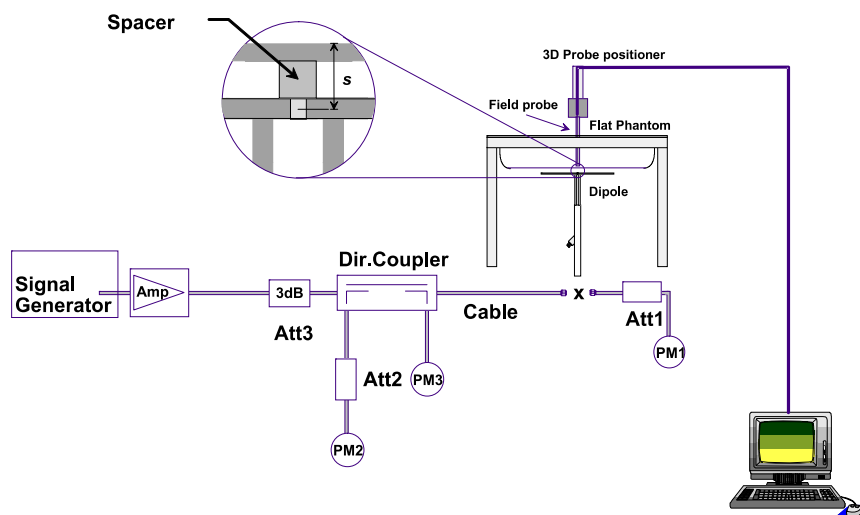 Spacer
s
3D Probe positioner
Field probe
Flat Phantom
Dipole
Signal
Generator
Amp
3dB
Att3
Dir.Coupler
Cable
x
Att1
PM1
Att2
PM3
PM2